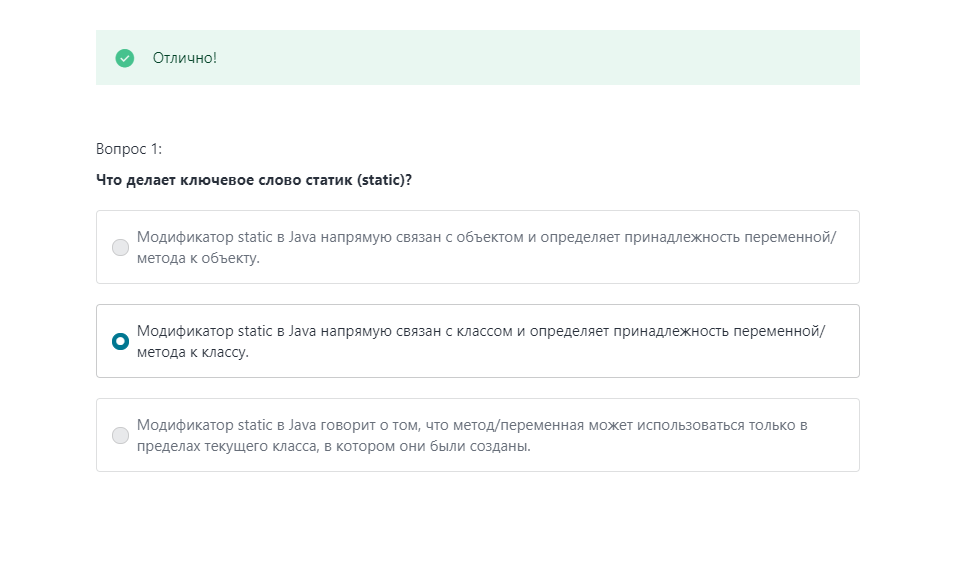 Отлично!
Вопрос 1:
Что делает ключевое слово статик (static)?
Модификатор static в Java напрямую связан с объектом и определяет принадлежность переменной/
метода к объекту.
Модификатор static в Java напрямую связан с классом и определяет принадлежность переменной/
метода к классу.
Модификатор static в Java говорит о том, что метод/переменная может использоваться только в
пределах текущего класса, в котором они были созданы.